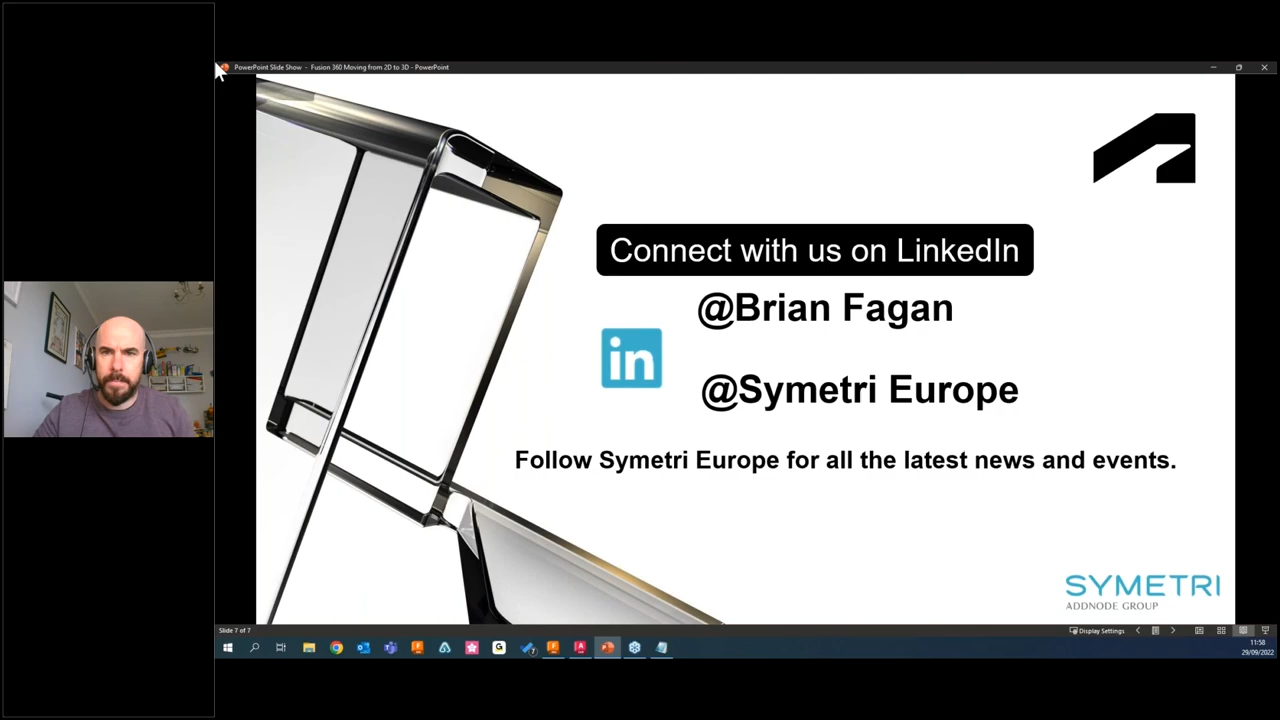 PowerPoint Slide Show - Fusion 360 Moving from 2D to 3D - PowerPoint
Connect with us on LinkedIn
@Brian Fagan
in
@Symetri Europe
Follow Symetri Europe for all the latest news and events.
SYMETRI
ADDNODE GROUP
Slide 7 of 7
Display Settings
11:58
29/09/2022